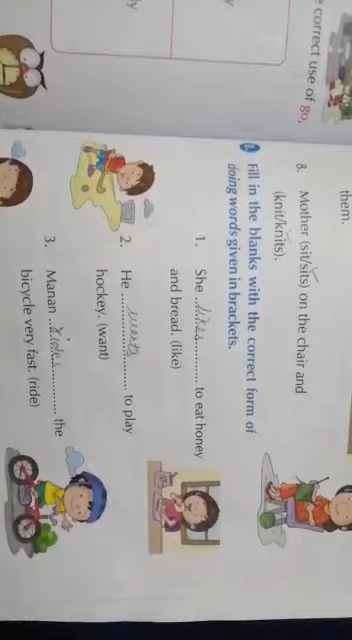 e correct use of go,
ly
y
them.
8. Mother (sit/sits) on the chair and
(knit/knits).
Fill in the blanks with the correct form of
doing words given in brackets.
1. She ..likes............ to eat honey
and bread. (like)
2. He ....wants............ to play
hockey. (want)
3. Manan ..rides............ the
bicycle very fast. (ride)